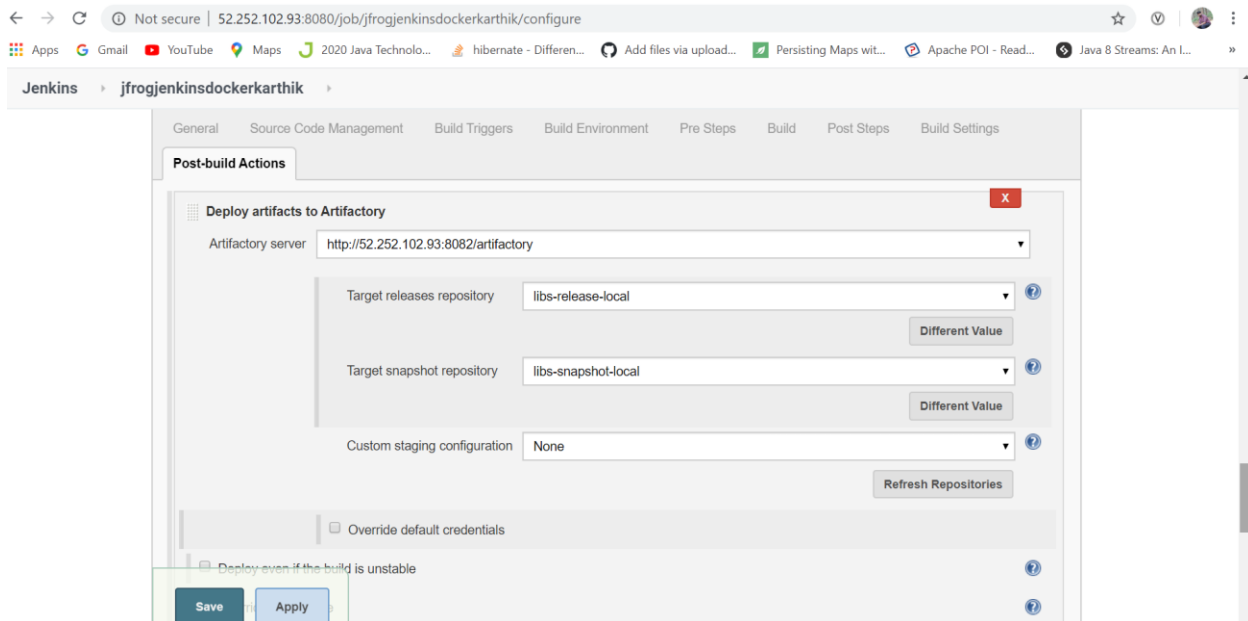 Not secure | 52.252.102.93:8080/job/jfrogjenkinsdockerkarthik/configure
Apps Gmail YouTube Maps 2020 Java Technolo... hibernate - Differen... Add files via upload... Persisting Maps wit... Apache POI - Read... Java 8 Streams: An I... »
Jenkins jfrogjenkinsdockerkarthik
General Source Code Management Build Triggers Build Environment Pre Steps Build Post Steps Build Settings
Post-build Actions
X
Deploy artifacts to Artifactory
Artifactory server http://52.252.102.93:8082/artifactory
Target releases repository libs-release-local
Different Value
Target snapshot repository libs-snapshot-local
Different Value
Custom staging configuration None
Refresh Repositories
Override default credentials
Deploy even if the build is unstable
Save Apply